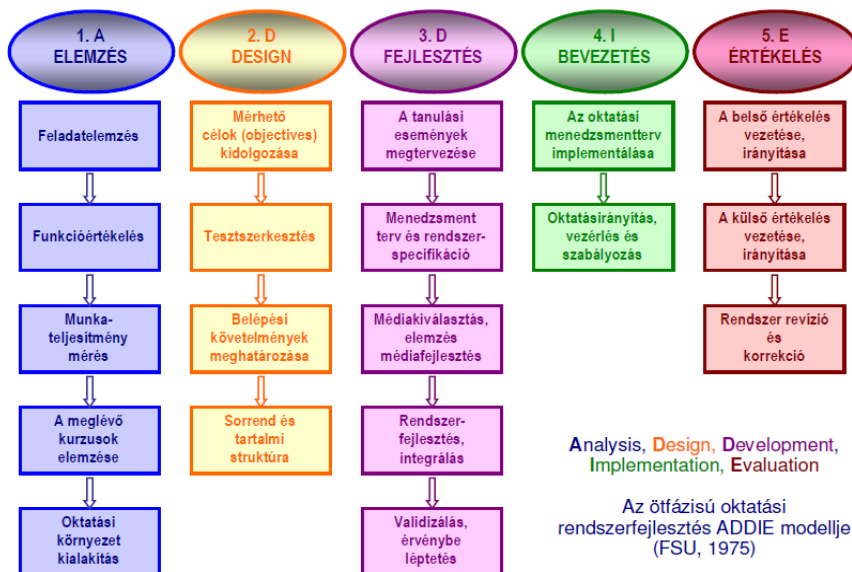 1. A
ELEMZÉS
Feladatelemzés
Funkcióértékelés
Munka-
teljesítmény
mérés
A meglévő
kurzusok
elemzése
Oktatási
környezet
kialakítás
2. D
DESIGN
Mérhető
célok (objectives)
kidolgozása
Tesztszerkesztés
Belépési
követelmények
meghatározása
Sorrend és
tartalmi
struktúra
3. D
FEJLESZTÉS
A tanulási
események
megtervezése
Menedzsment
terv és rendszer-
specifikáció
Médiakiválasztás,
elemzés
médiafejlesztés
Rendszer-
fejlesztés,
integrálás
Validizálás,
érvénybe
léptetés
4. I
BEVEZETÉS
Az oktatási
menedzsmentterv
implementálása
Oktatásirányítás,
vezérlés és
szabályozás
5. E
ÉRTÉKELÉS
A belső értékelés
vezetése,
irányítása
A külső értékelés
vezetése,
irányítása
Rendszer revízió
és
korrekció
Analysis, Design, Development,
Implementation, Evaluation
Az ötfázisú oktatási
rendszerfejlesztés ADDIE modellje
(FSU, 1975)